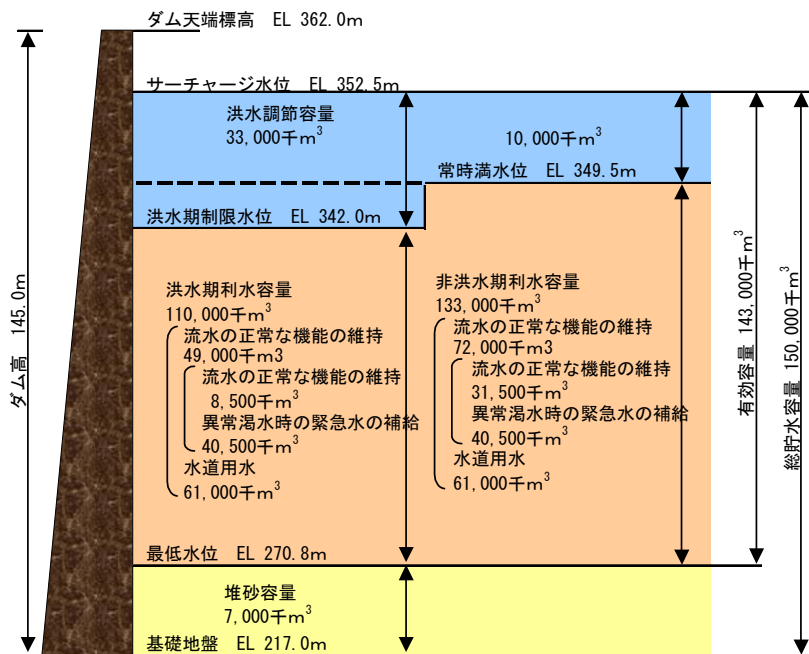 ダム天端標高 EL 362.0m
サーチャージ水位 EL 352.5m
洪水調節容量
33,000千m³
10,000千m³
常時満水位 EL 349.5m
洪水期制限水位 EL 342.0m
洪水期利水容量
110,000千m³
流水の正常な機能の維持
49,000千m3
流水の正常な機能の維持
8,500千m³
異常渇水時の緊急水の補給
40,500千m³
水道用水
61,000千m³
非洪水期利水容量
133,000千m³
流水の正常な機能の維持
72,000千m3
流水の正常な機能の維持
31,500千m³
異常渇水時の緊急水の補給
40,500千m³
水道用水
61,000千m³
最低水位 EL 270.8m
堆砂容量
7,000千m³
基礎地盤 EL 217.0m
ダム高 145.0m
有効容量 143,000千m³
総貯水容量 150,000千m³